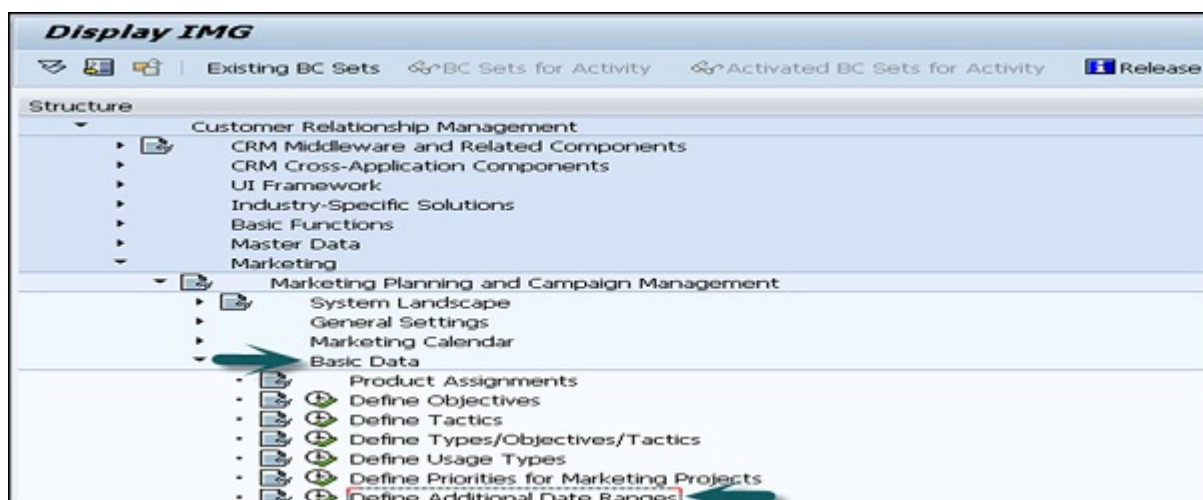 Display IMG
Existing BC Sets BC Sets for Activity Activated BC Sets for Activity Release
Structure
Customer Relationship Management
CRM Middleware and Related Components
CRM Cross-Application Components
UI Framework
Industry-Specific Solutions
Basic Functions
Master Data
Marketing
Marketing Planning and Campaign Management
System Landscape
General Settings
Marketing Calendar
Basic Data
Product Assignments
Define Objectives
Define Tactics
Define Types/Objectives/Tactics
Define Usage Types
Define Priorities for Marketing Projects
Define Additional Date Ranges